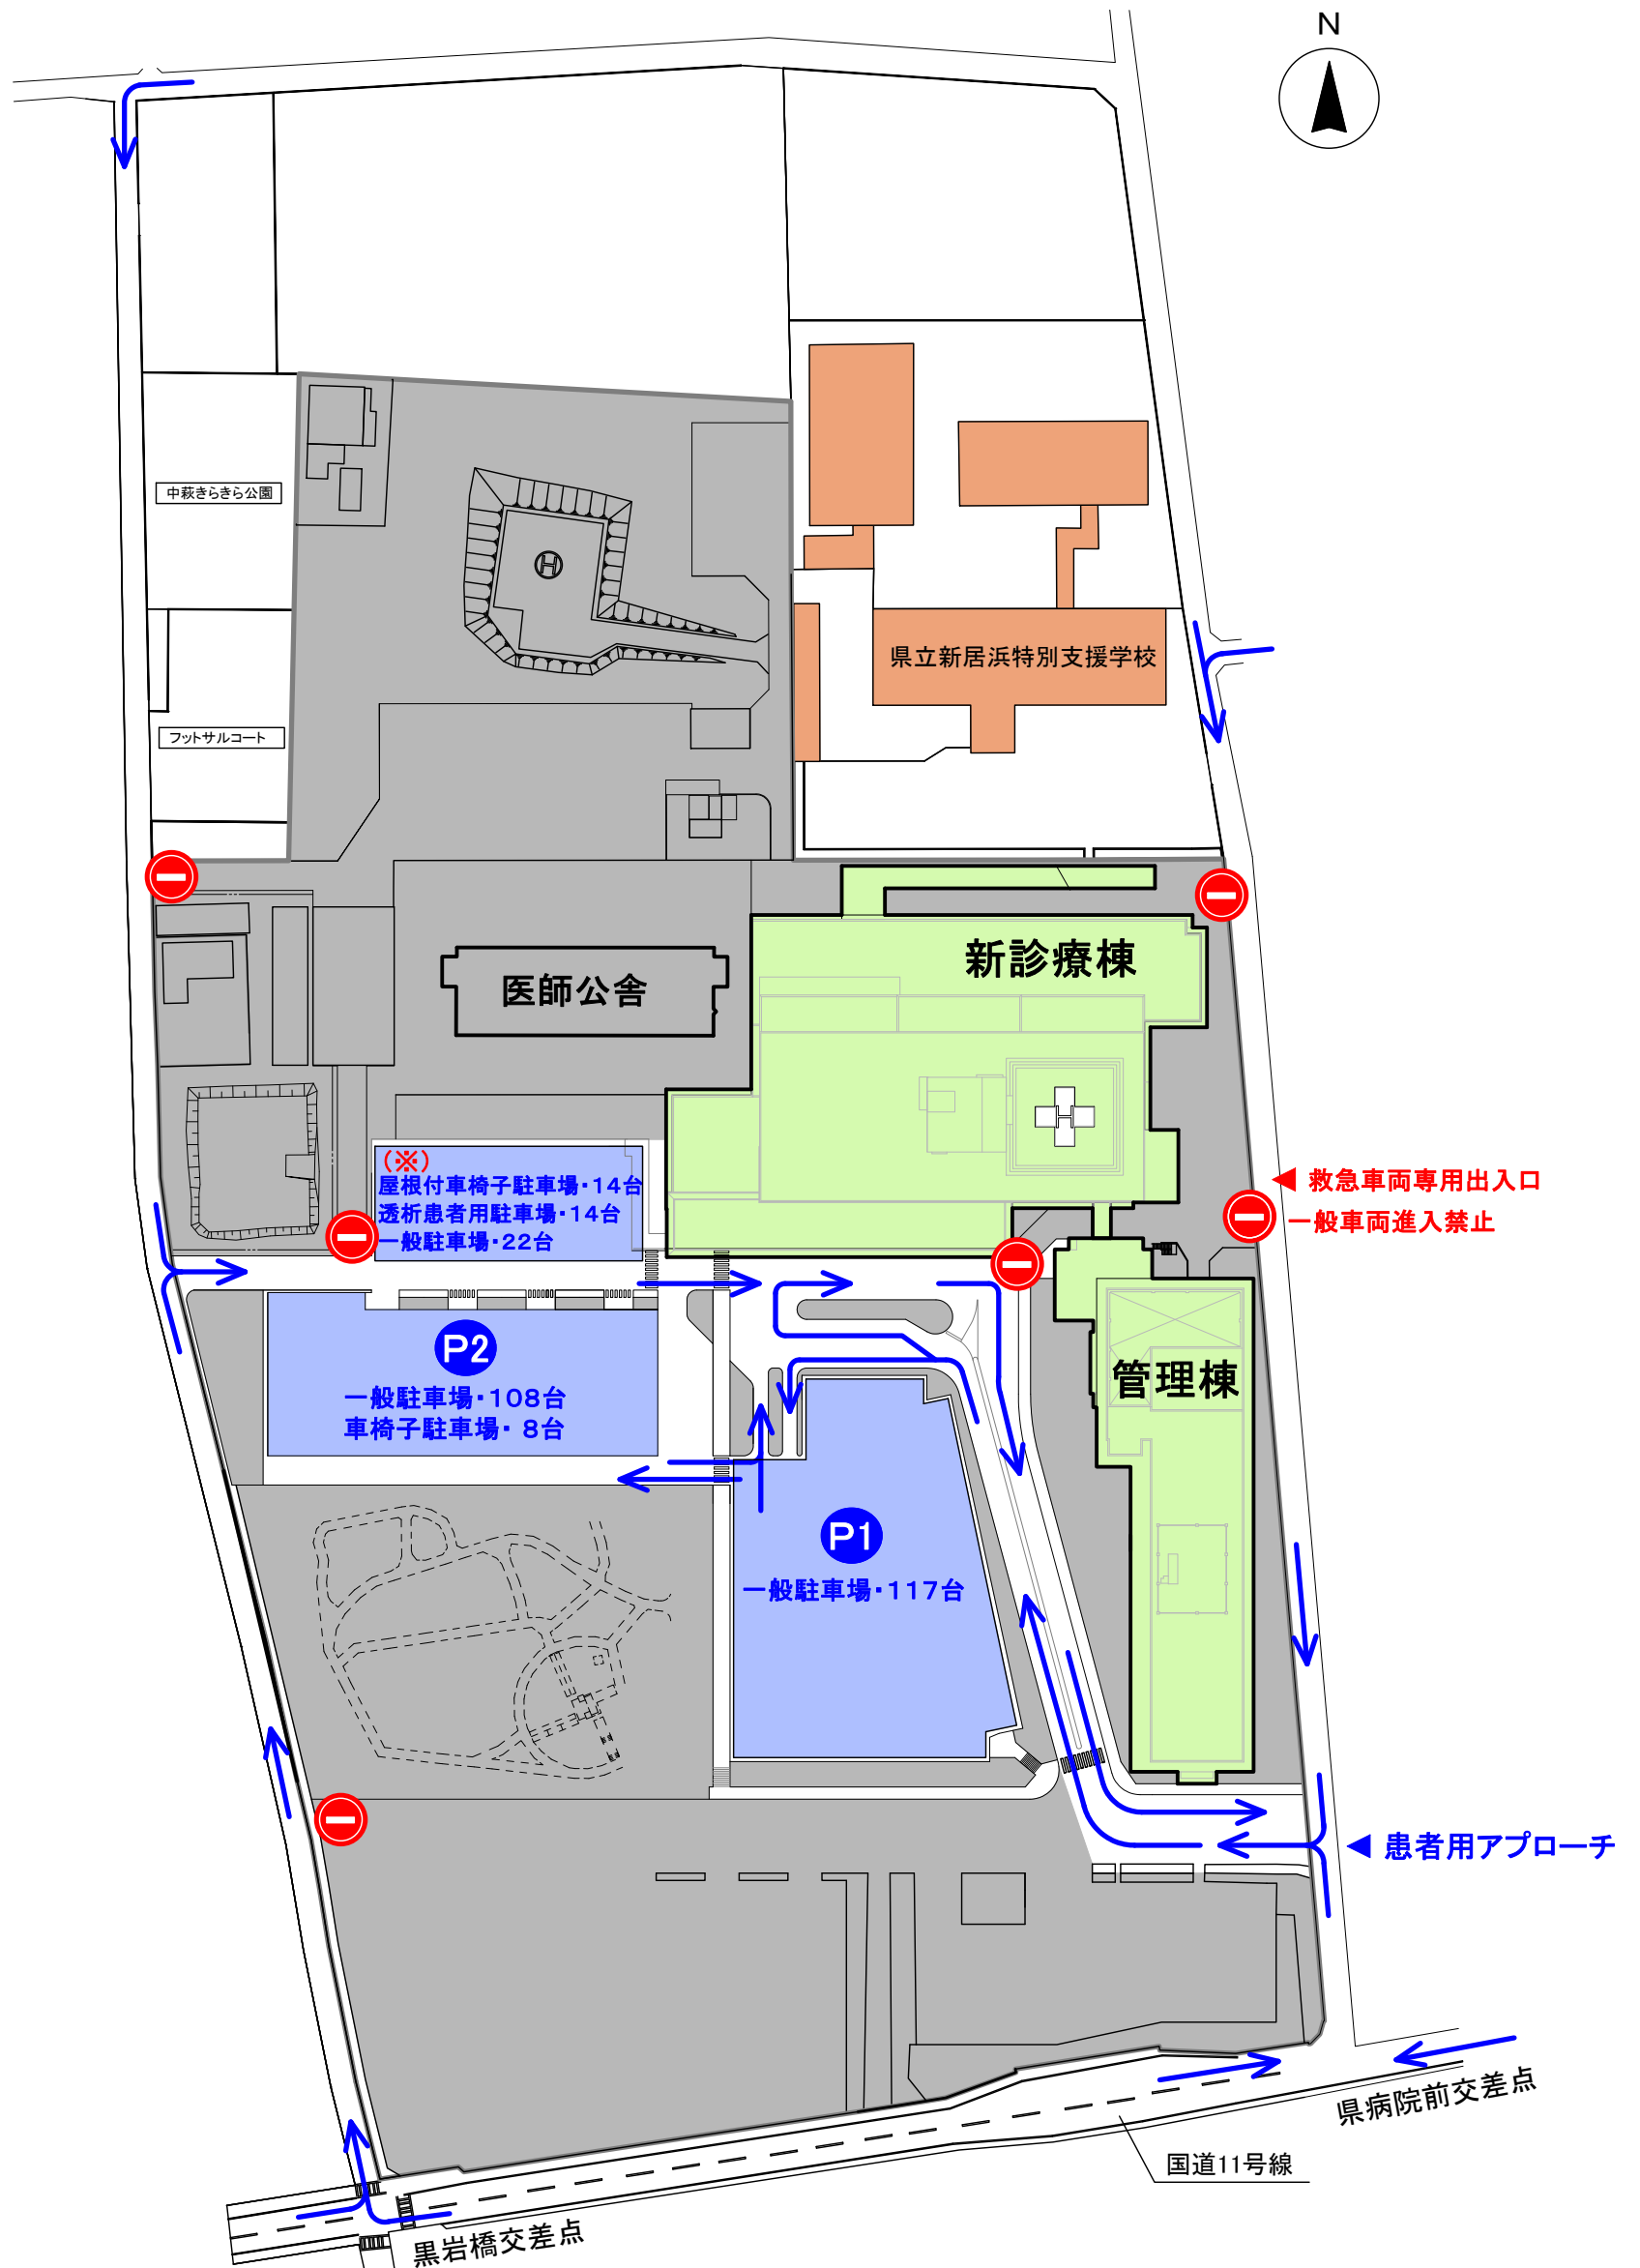 N
中萩きらきら公園
H
県立新居浜特別支援学校
フットサルコート
新診療棟
医師公舎
(※)
屋根付車椅子駐車場・14台
透析患者用駐車場・14台
一般駐車場・22台
救急車両専用出入口
一般車両進入禁止
P2
一般駐車場・108台
車椅子駐車場・ 8台
管理棟
P1
一般駐車場・117台
患者用アプローチ
県病院前交差点
国道11号線
黒岩橋交差点